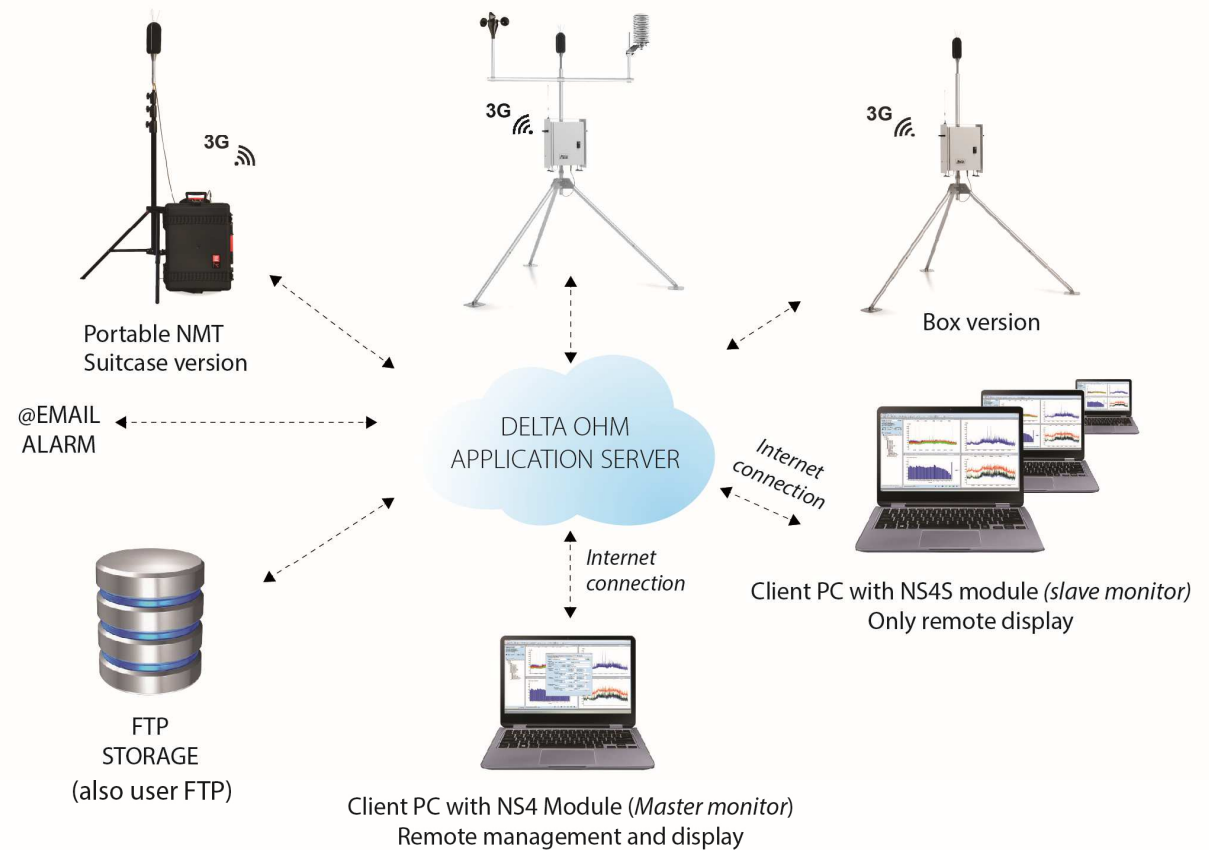 3G
3G
3G
Portable NMT
Suitcase version
Box version
@EMAIL
ALARM
DELTA OHM
APPLICATION SERVER
Internet
connection
Internet
connection
Client PC with NS4S module (slave monitor)
Only remote display
FTP
STORAGE
(also user FTP)
Client PC with NS4 Module (Master monitor)
Remote management and display